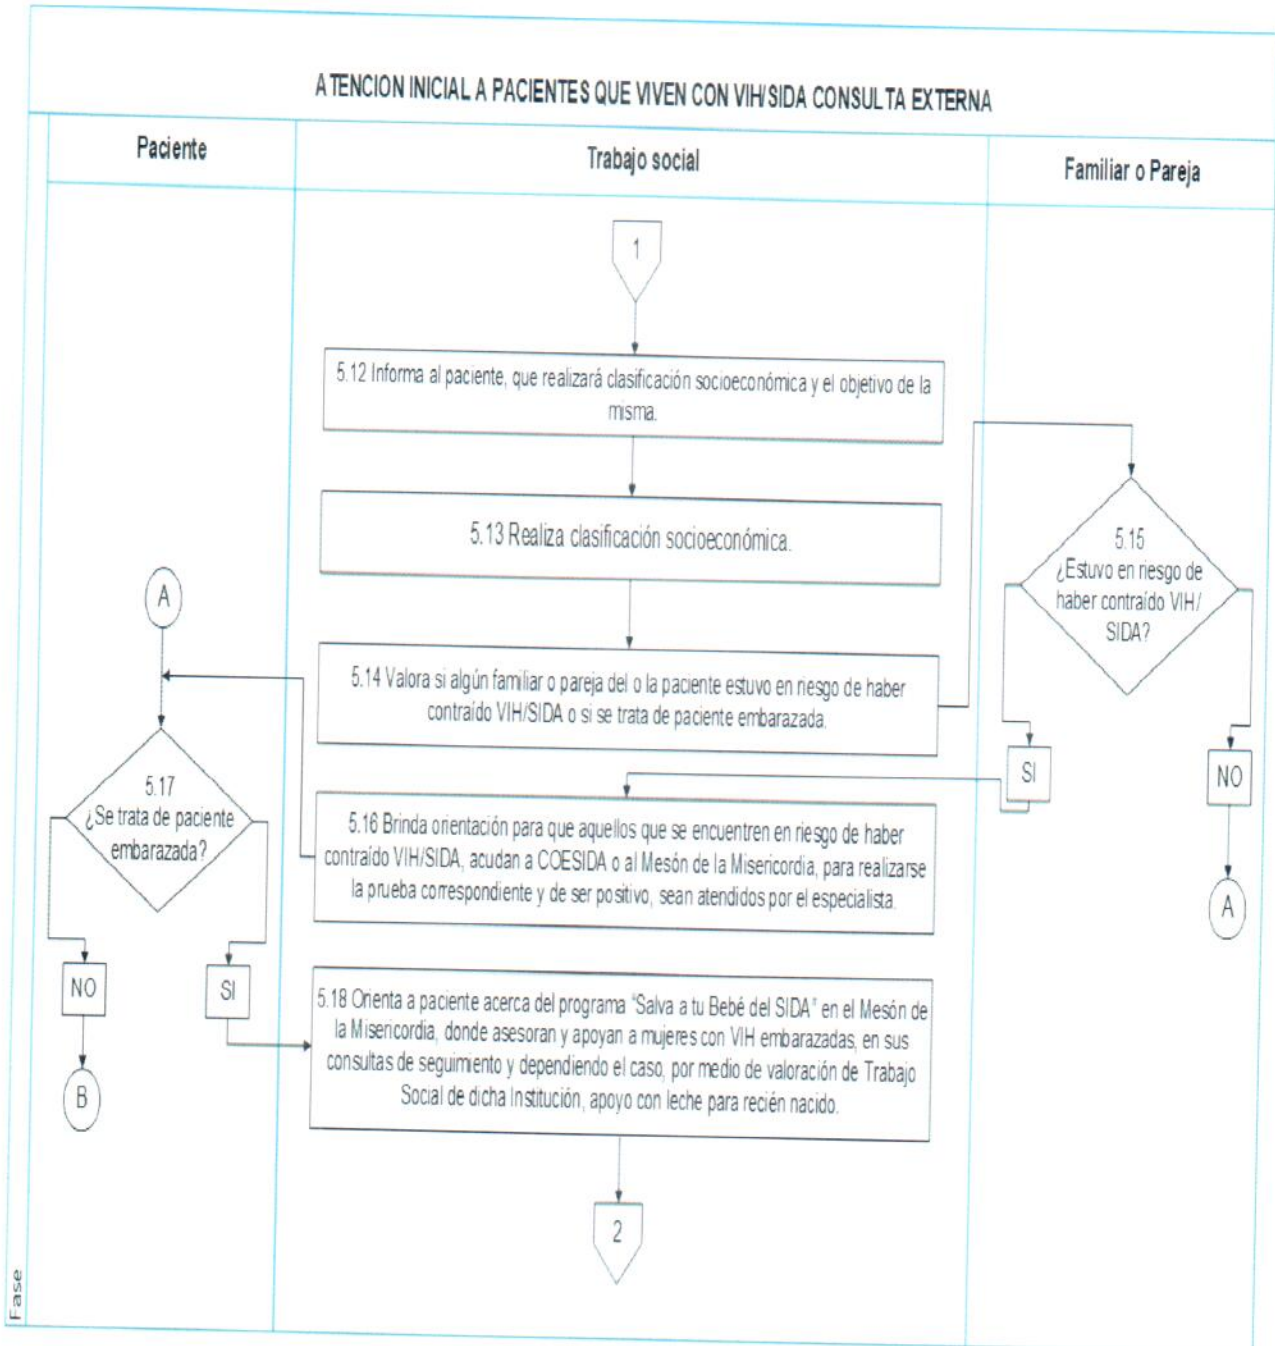 ATENCION INICIAL A PACIENTES QUE VIVEN CON VIH/SIDA CONSULTA EXTERNA
Paciente
Trabajo social
Familiar o Pareja
1
5.12 Informa al paciente, que realizará clasificación socioeconómica y el objetivo de la
misma.
5.13 Realiza clasificación socioeconómica.
5.15
¿Estuvo en riesgo de
haber contraído VIH/
SIDA?
A
5.14 Valora si algún familiar o pareja del o la paciente estuvo en riesgo de haber
contraído VIH/SIDA o si se trata de paciente embarazada.
SI
NO
5.17
¿Se trata de paciente
embarazada?
5.16 Brinda orientación para que aquellos que se encuentren en riesgo de haber
contraído VIH/SIDA, acudan a COESIDA o al Mesón de la Misericordia, para realizarse
la prueba correspondiente y de ser positivo, sean atendidos por el especialista.
A
NO
SI
5.18 Orienta a paciente acerca del programa "Salva a tu Bebé del SIDA" en el Mesón de
la Misericordia, donde asesoran y apoyan a mujeres con VIH embarazadas, en sus
consultas de seguimiento y dependiendo el caso, por medio de valoración de Trabajo
Social de dicha Institución, apoyo con leche para recién nacido.
B
2
Fase